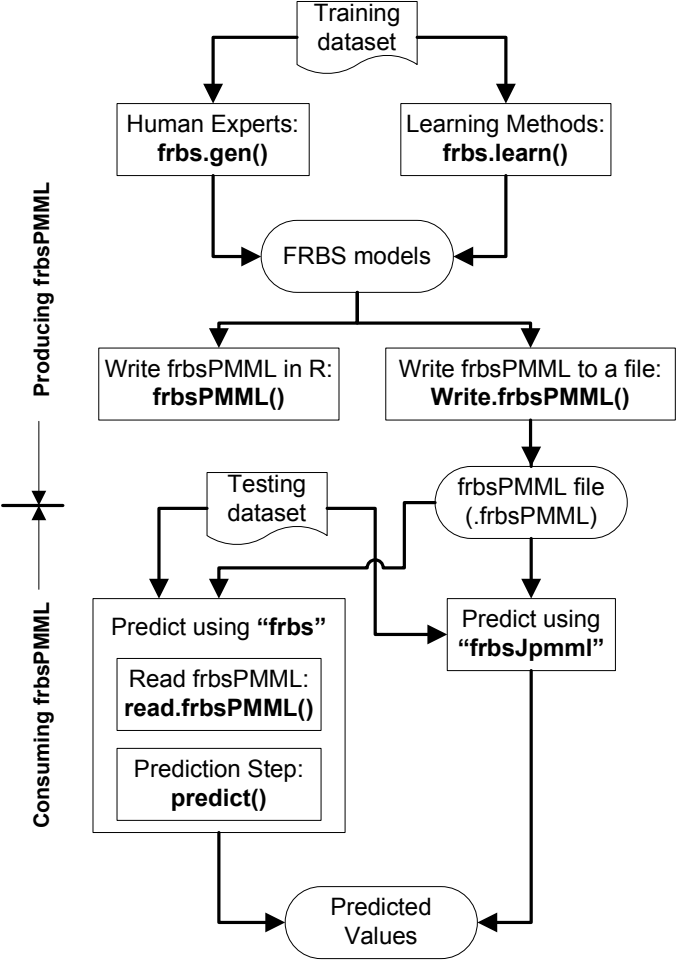 Training
dataset
Human Experts:
frbs.gen()
Learning Methods:
frbs.learn()
FRBS models
Producing frbsPMML
Write frbsPMML in R:
frbsPMML()
Write frbsPMML to a file:
Write.frbsPMML()
Testing
dataset
frbsPMML file
(.frbsPMML)
Consuming frbsPMML
Predict using “frbs”
Read frbsPMML:
read.frbsPMML()
Prediction Step:
predict()
Predict using
“frbsJpmml”
Predicted
Values